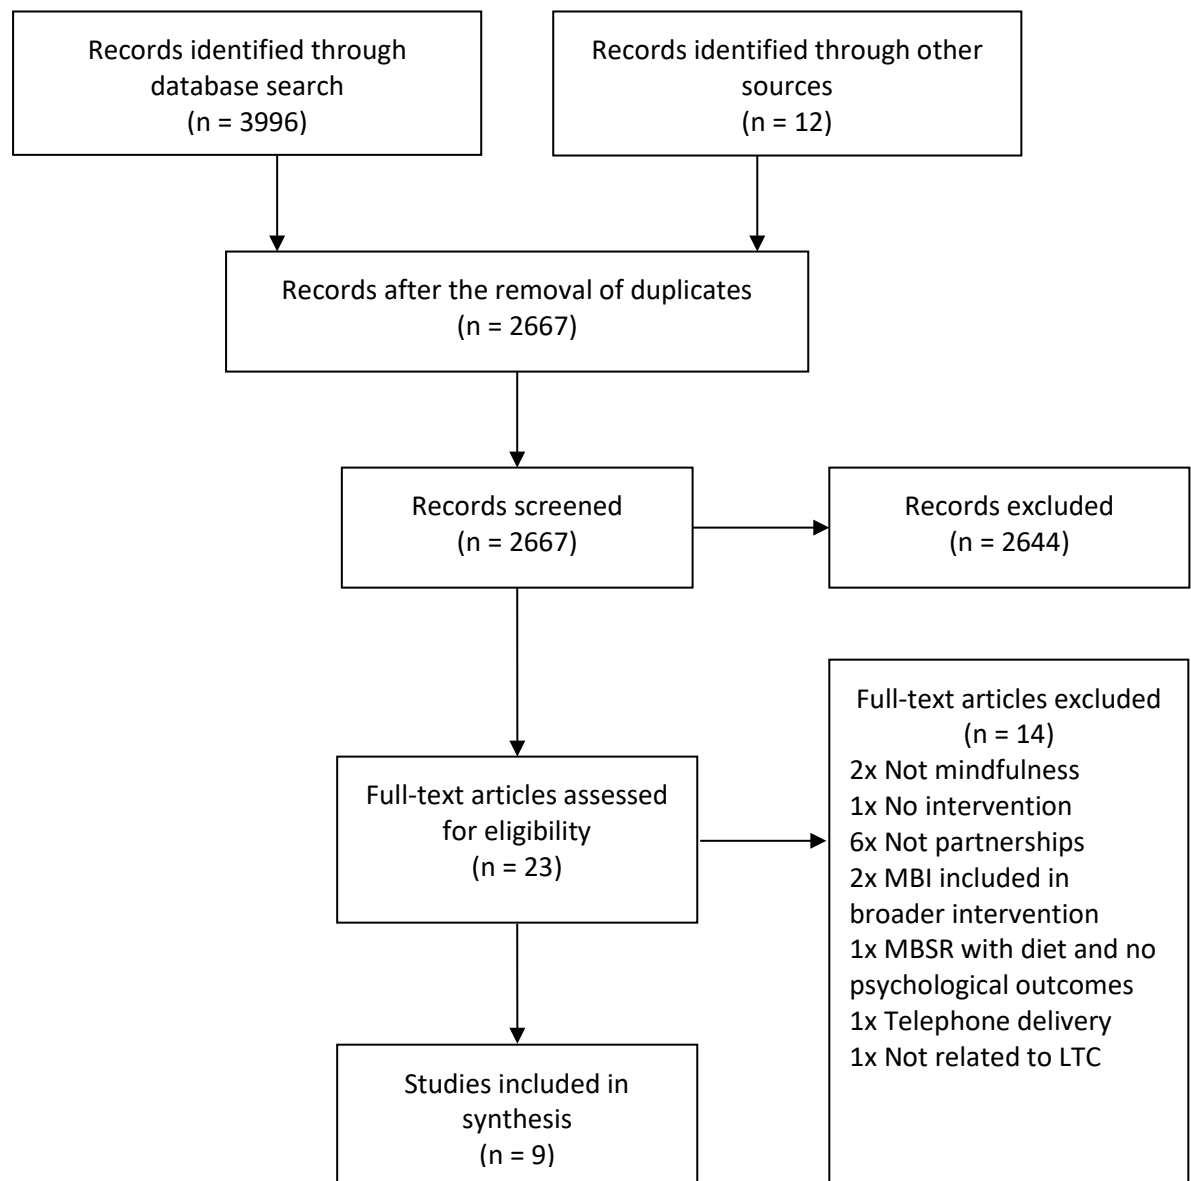 Records identified through
database search
(n = 3996)
Records identified through other
sources
(n = 12)
Records after the removal of duplicates
(n = 2667)
Records screened
(n = 2667)
Records excluded
(n = 2644)
Full-text articles assessed
for eligibility
(n = 23)
Full-text articles excluded
(n = 14)
2x Not mindfulness
1x No intervention
6x Not partnerships
2x MBI included in
broader intervention
1x MBSR with diet and no
psychological outcomes
1x Telephone delivery
1x Not related to LTC
Studies included in
synthesis
(n = 9)